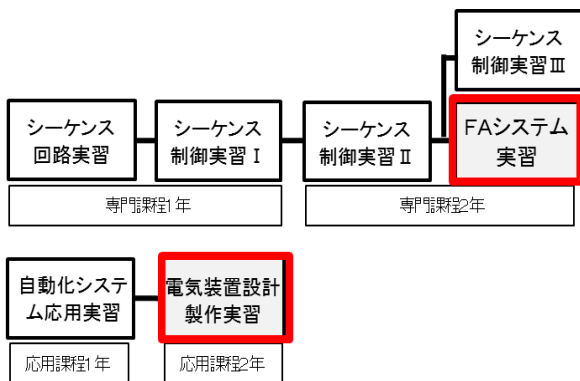 シーケンス
制御実習Ⅲ
シーケンス
回路実習
シーケンス
制御実習Ⅰ
シーケンス
制御実習Ⅱ
FAシステム
実習
専門課程1年
専門課程2年
自動化システ
ム応用実習
電気装置設計
製作実習
応用課程1年
応用課程2年